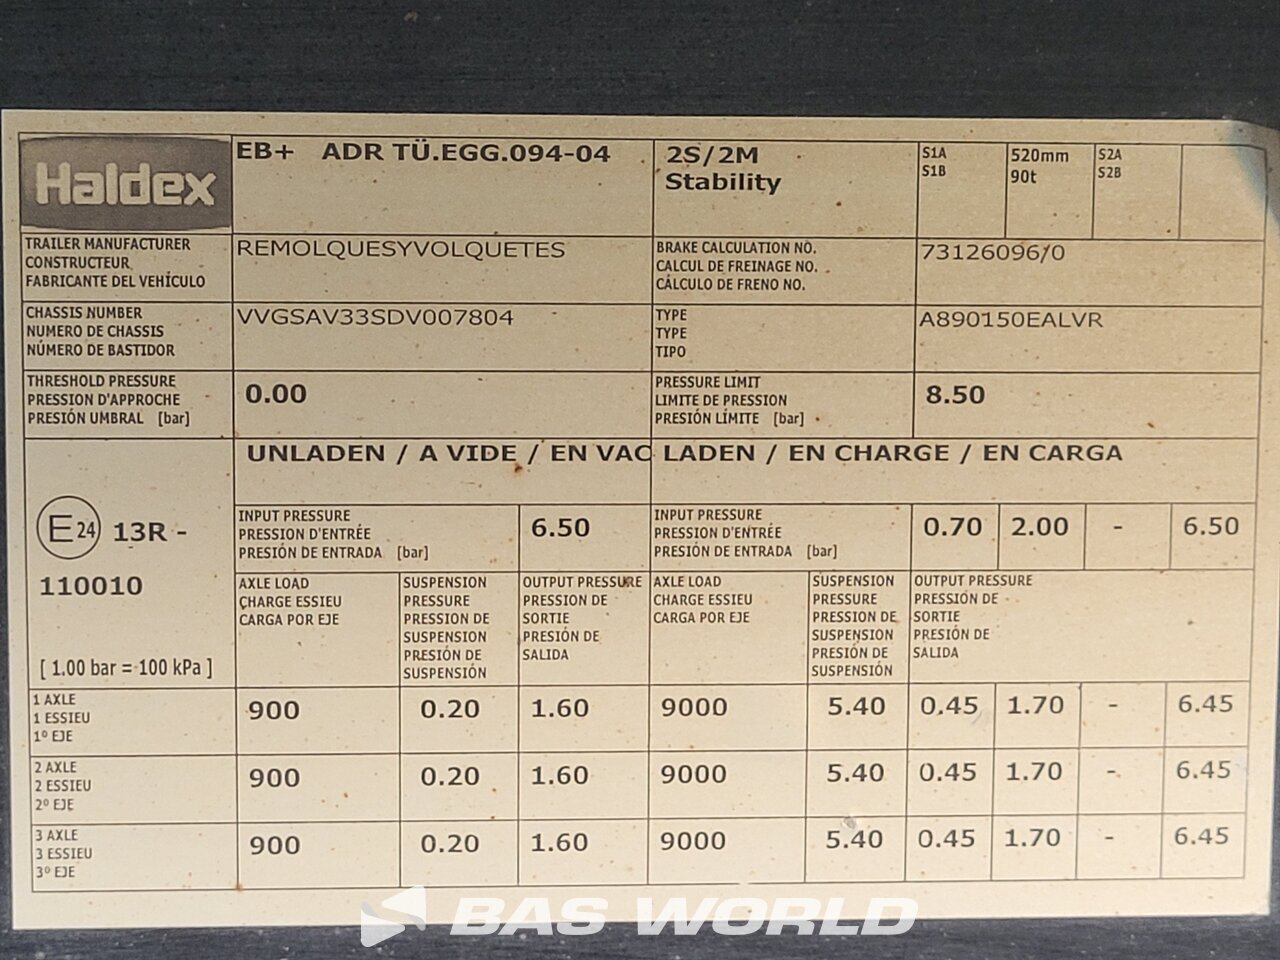 Haldex
EB+ ADR TÜ.EGG.094-04
2S/2M
Stability
S1A
S1B
520mm
90t
S2A
S2B
TRAILER MANUFACTURER
CONSTRUCTEUR
FABRICANTE DEL VEHÍCULO
REMOLQUESYVOLQUETES
BRAKE CALCULATION NO.
CALCUL DE FREINAGE NO.
CÁLCULO DE FRENO NO.
73126096/0
CHASSIS NUMBER
NUMERO DE CHASSIS
NÚMERO DE BASTIDOR
VVGSAV33SDV007804
TYPE
TYPE
TIPO
A890150EALVR
THRESHOLD PRESSURE
PRESSION D'APPROCHE
PRESIÓN UMBRAL [bar]
0.00
PRESSURE LIMIT
LIMITE DE PRESSION
PRESIÓN LÍMITE [bar]
8.50
UNLADEN / A VIDE / EN VAC
LADEN / EN CHARGE / EN CARGA
E24 13R -
110010
[ 1.00 bar = 100 kPa ]
INPUT PRESSURE
PRESSION D'ENTRÉE
PRESIÓN DE ENTRADA [bar]
6.50
INPUT PRESSURE
PRESSION D'ENTRÉE
PRESIÓN DE ENTRADA [bar]
0.70 2.00 - 6.50
AXLE LOAD
CHARGE ESSIEU
CARGA POR EJE
SUSPENSION
PRESSURE
PRESSION DE
SUSPENSION
PRESIÓN DE
SUSPENSIÓN
OUTPUT PRESSURE
PRESSION DE
SORTIE
PRESIÓN DE
SALIDA
AXLE LOAD
CHARGE ESSIEU
CARGA POR EJE
SUSPENSION
PRESSURE
PRESSION DE
SUSPENSION
PRESIÓN DE
SUSPENSIÓN
OUTPUT PRESSURE
PRESSIÓN DE
SORTIE
PRESIÓN DE
SALIDA
1 AXLE
1 ESSIEU
1º EJE
900 0.20 1.60 9000 5.40 0.45 1.70 - 6.45
2 AXLE
2 ESSIEU
2º EJE
900 0.20 1.60 9000 5.40 0.45 1.70 - 6.45
3 AXLE
3 ESSIEU
3º EJE
900 0.20 1.60 9000 5.40 0.45 1.70 - 6.45
BAS WORLD